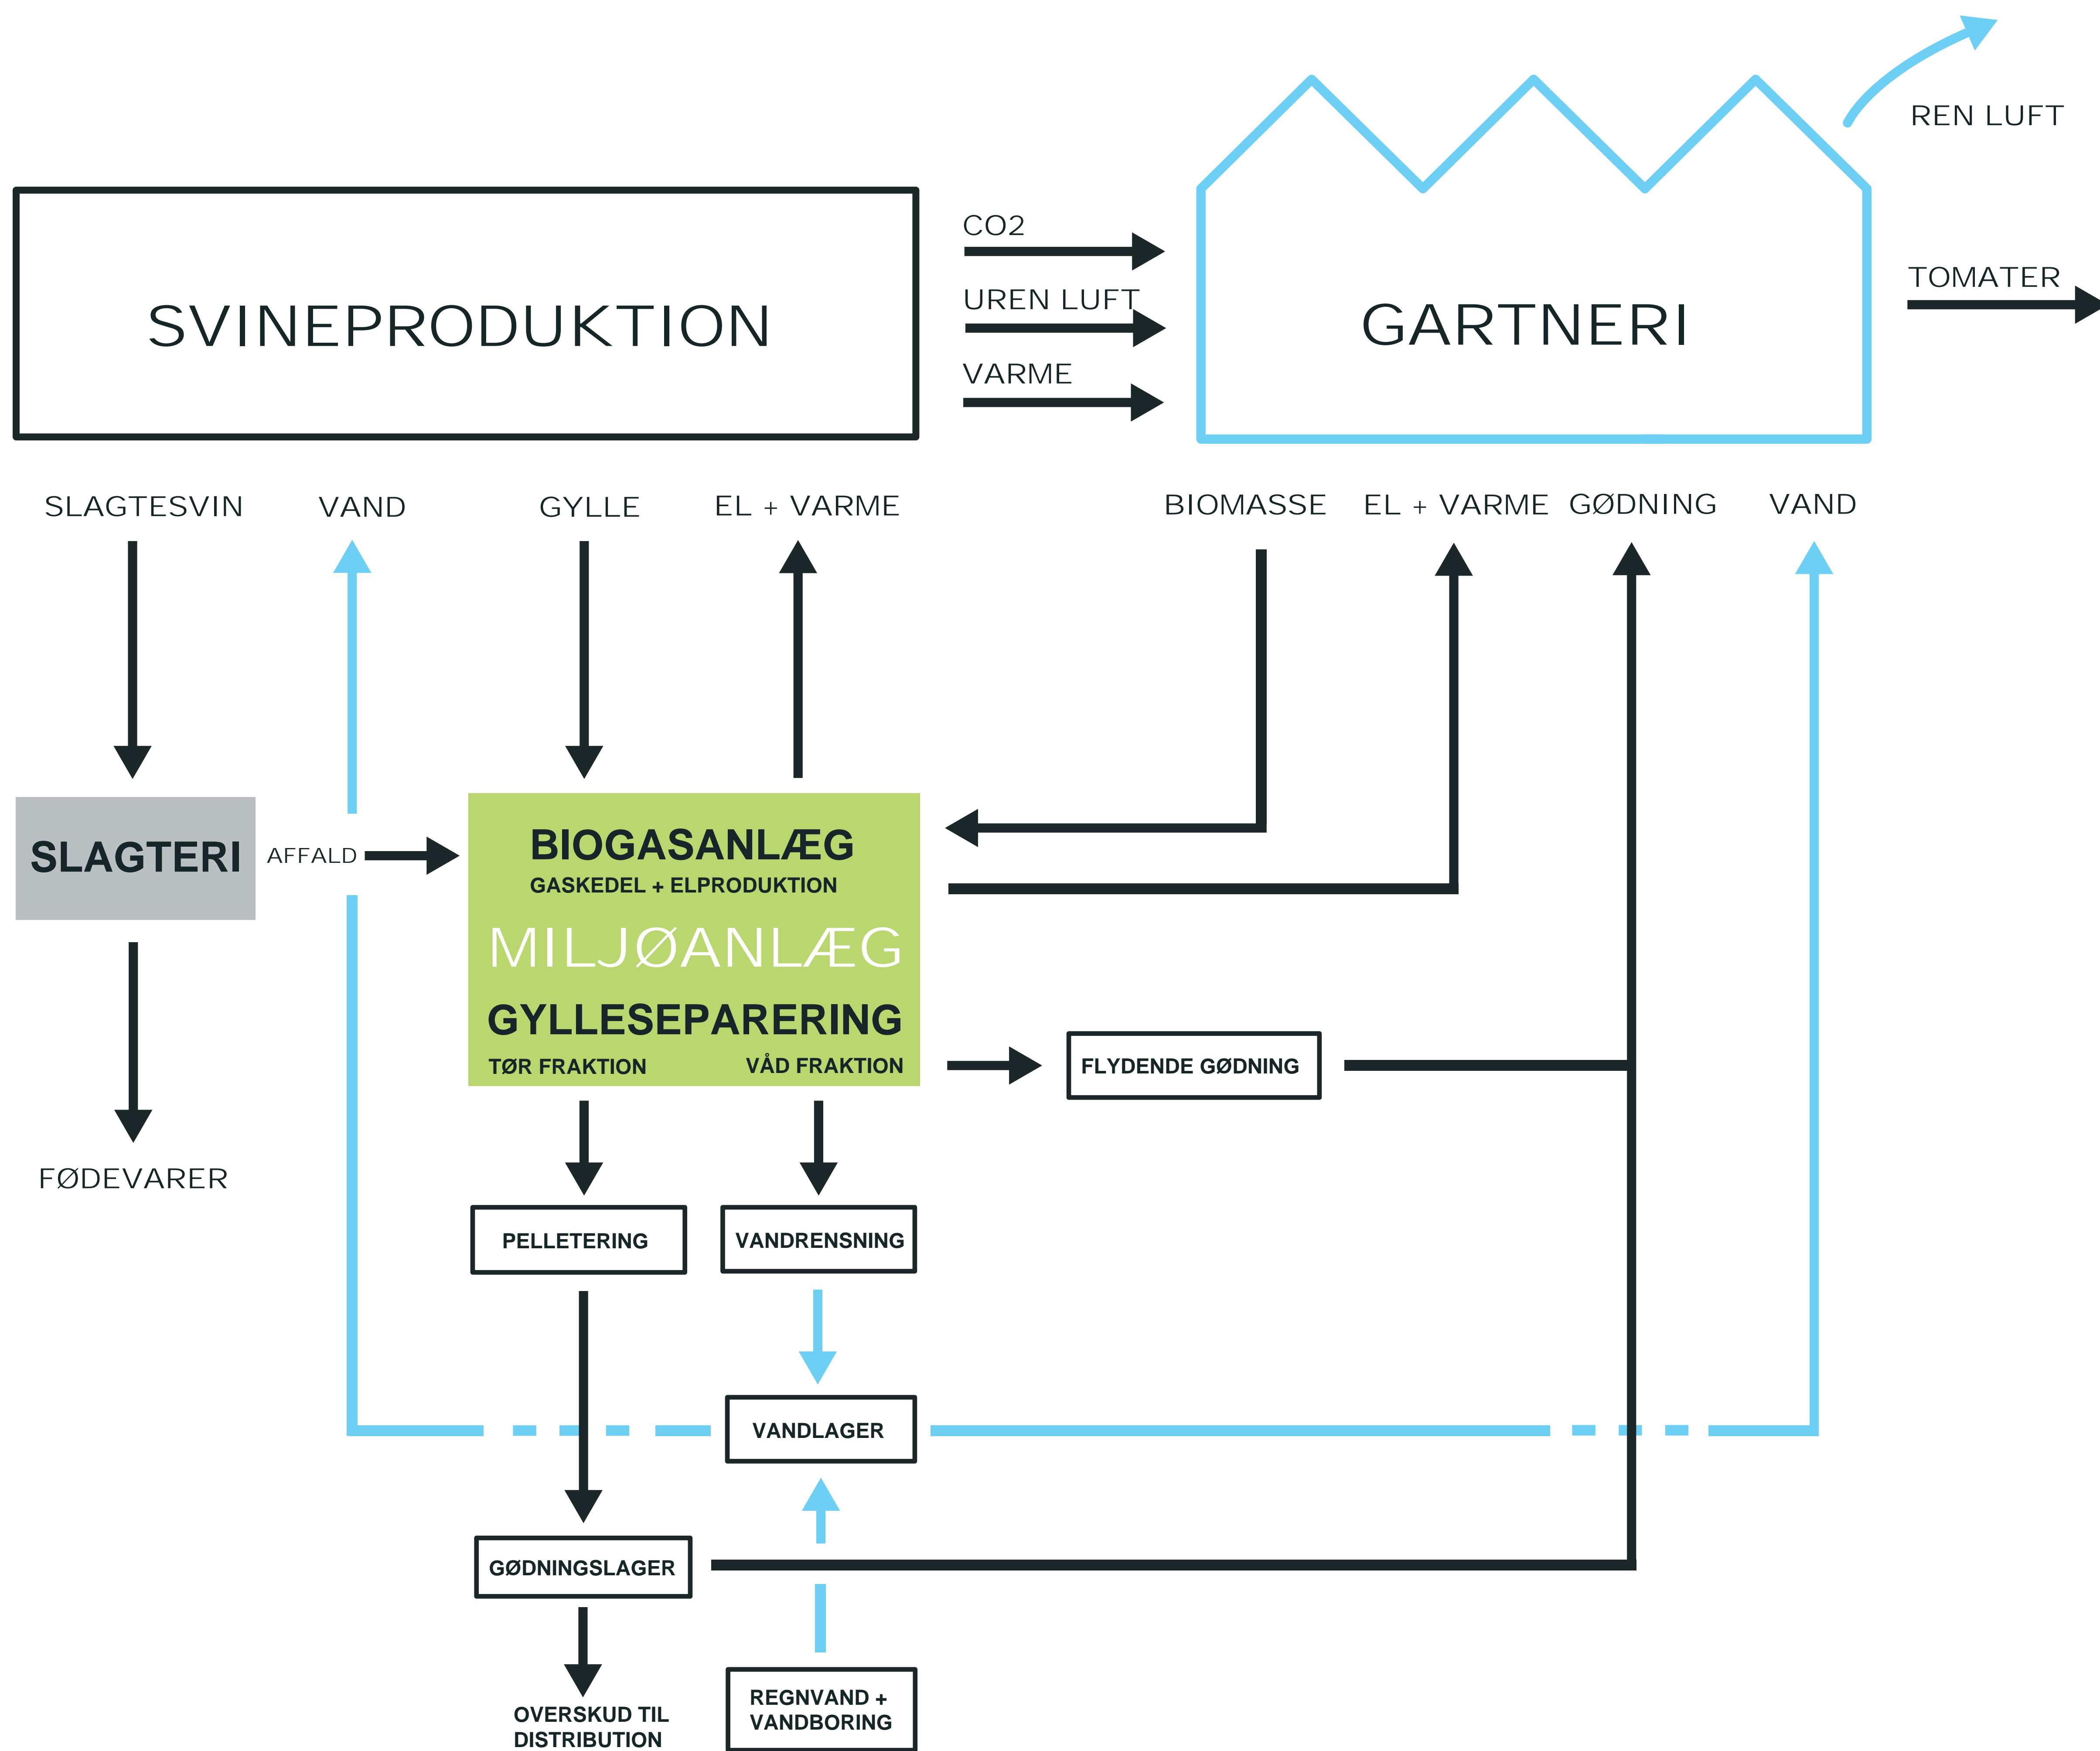 REN LUFT
CO2
UREN LUFT
VARME
SVINEPRODUKTION
GARTNERI
TOMATER
SLAGTESVIN
VAND
GYLLE
EL + VARME
BIOMASSE
EL + VARME
GØDNING
VAND
SLAGTERI
AFFALD
BIOGASANLÆG
GASKEDEL + ELPRODUKTION
MILJØANLÆG
GYLLESEPARERING
TØR FRAKTION
VÅD FRAKTION
FLYDENDE GØDNING
FØDEVARER
PELLETERING
VANDRENSNING
VANDLAGER
GØDNINGSLAGER
OVERSKUD TIL
DISTRIBUTION
REGNVAND +
VANDBORING